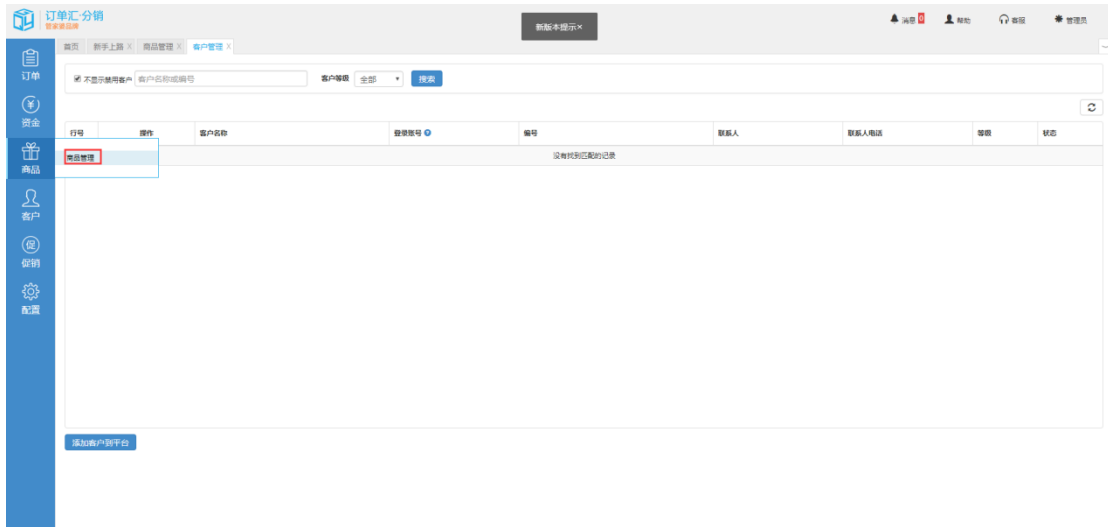 订单汇·分销
管家婆品牌
新版本提示×
消息 0 帮助 客服 管理员
首页 新手上路 X 商品管理 X 客户管理 X
订单
不显示禁用客户 客户名称或编号 客户等级 全部 搜索
资金
行号 操作 客户名称 登录账号 编号 联系人 联系人电话 等级 状态
商品
商品管理
没有找到匹配的记录
客户
促
促销
配置
添加客户到平台